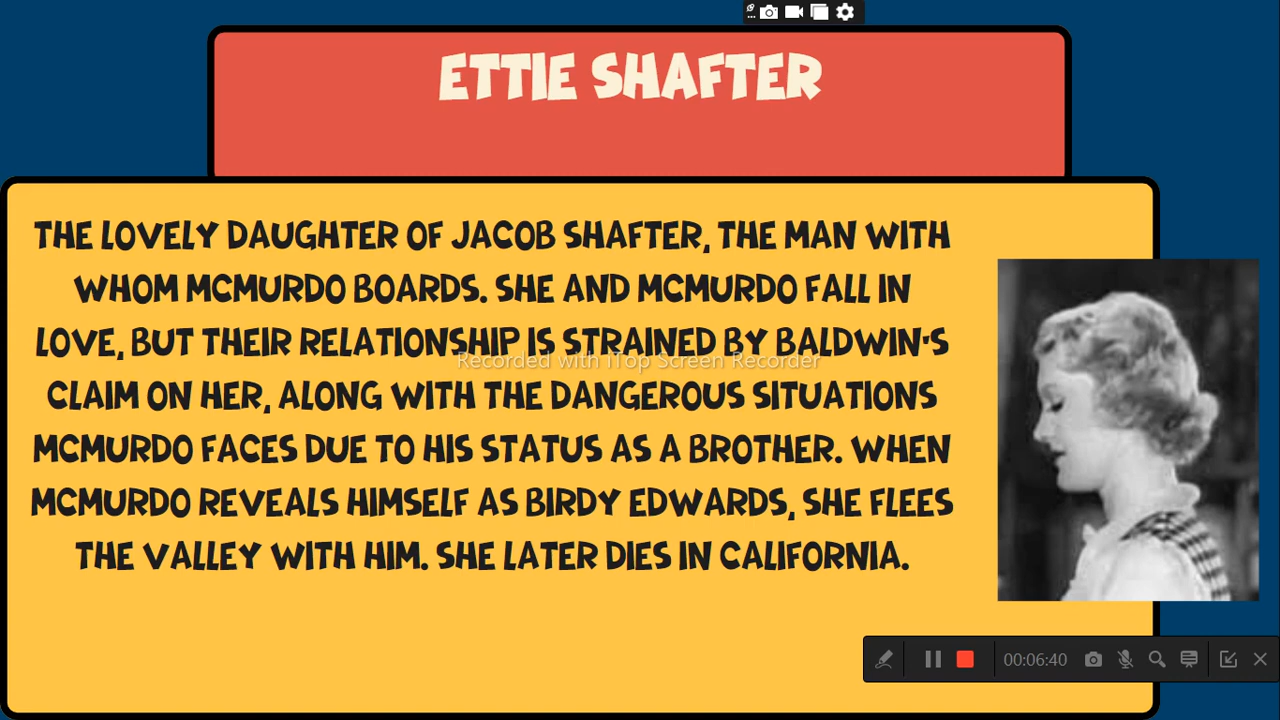 ETTIE SHAFTER
THE LOVELY DAUGHTER OF JACOB SHAFTER, THE MAN WITH
WHOM MCMURDO BOARDS. SHE AND MCMURDO FALL IN
LOVE, BUT THEIR RELATIONSHIP IS STRAINED BY BALDWIN'S
Recorded with iTop Screen Recorder
CLAIM ON HER, ALONG WITH THE DANGEROUS SITUATIONS
MCMURDO FACES DUE TO HIS STATUS AS A BROTHER. WHEN
MCMURDO REVEALS HIMSELF AS BIRDY EDWARDS, SHE FLEES
THE VALLEY WITH HIM. SHE LATER DIES IN CALIFORNIA.
00:06:40